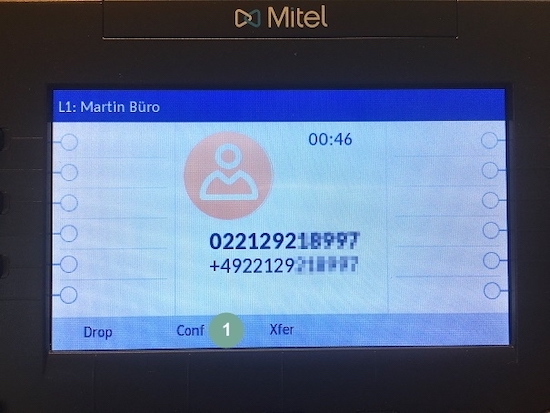 Mitel
L1: Martin Büro
00:46
0221292
+4922129
Drop Conf 1 Xfer